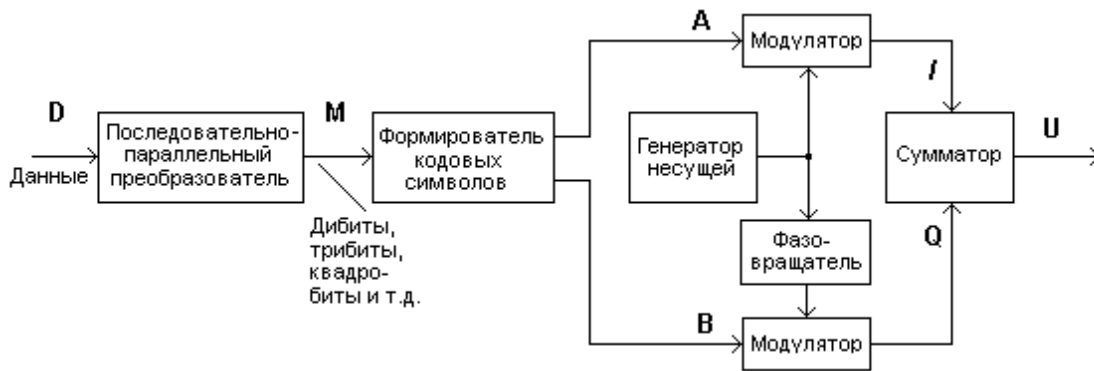 D
Данные
Последовательно-
параллельный
преобразователь
M
Дибиты,
трибиты,
квадро-
биты и т.д.
Формирователь
кодовых
символов
A
B
Модулятор
Генератор
несущей
Фазо-
вращатель
Модулятор
I
Q
Сумматор
U